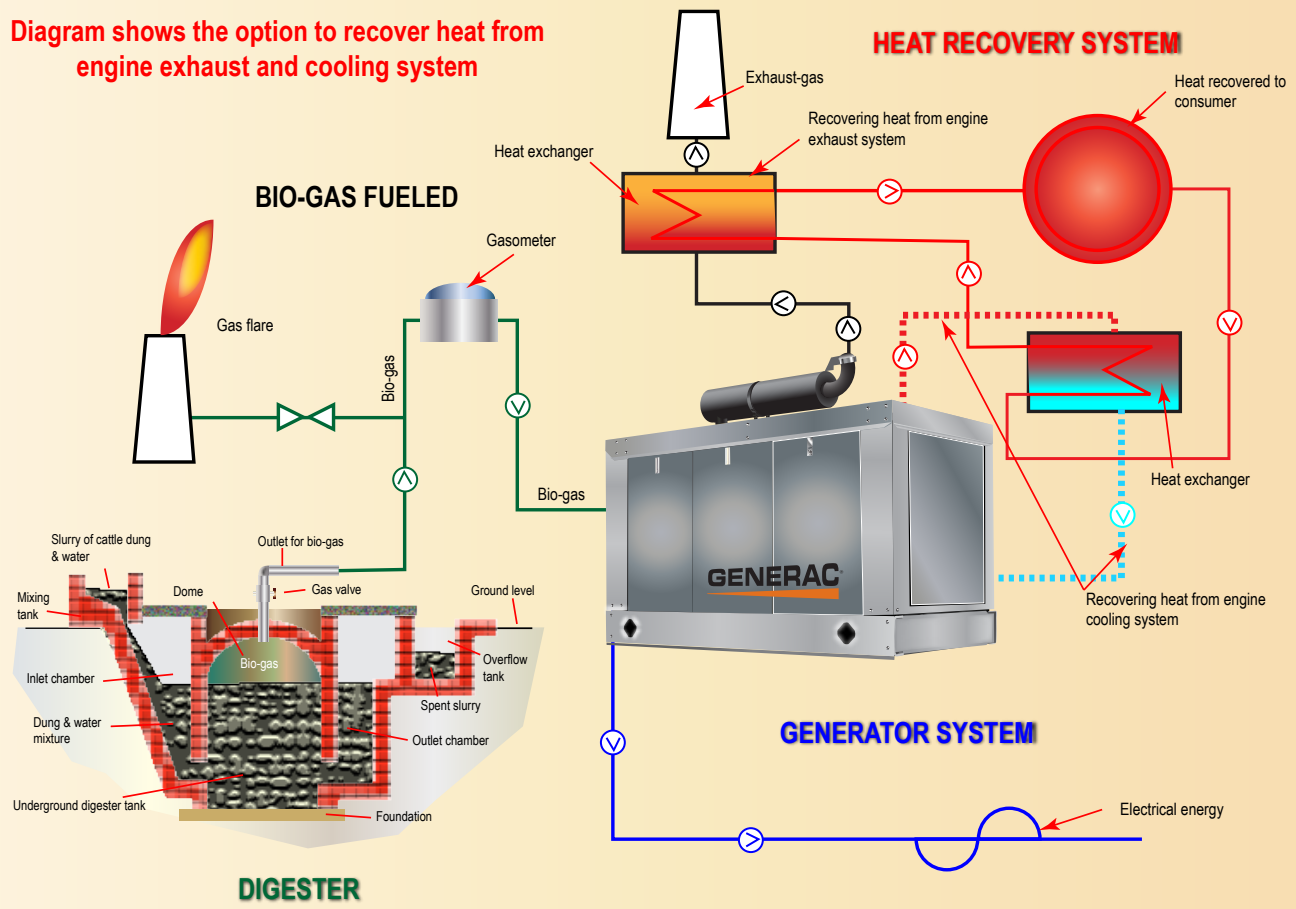 Diagram shows the option to recover heat from
engine exhaust and cooling system
HEAT RECOVERY SYSTEM
Exhaust-gas
Heat recovered to
consumer
Recovering heat from engine
exhaust system
Heat exchanger
BIO-GAS FUELED
Gasometer
Gas flare
Bio-gas
Heat exchanger
Bio-gas
Slurry of cattle dung
& water
Outlet for bio-gas
Mixing
tank
Dome
Gas valve
Ground level
GENERAC
Recovering heat from engine
cooling system
Bio-gas
Overflow
tank
Inlet chamber
Spent slurry
Dung & water
mixture
Outlet chamber
GENERATOR SYSTEM
Underground digester tank
Foundation
Electrical energy
DIGESTER